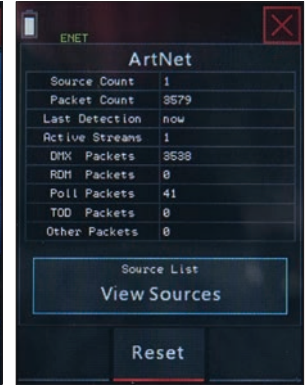 ENET
ArtNet
Source Count 1
Packet Count 3579
Last Detection now
Active Streams 1
DMX Packets 3538
RDM Packets 0
Poll Packets 41
TOD Packets 0
Other Packets 0
Source List
View Sources
Reset